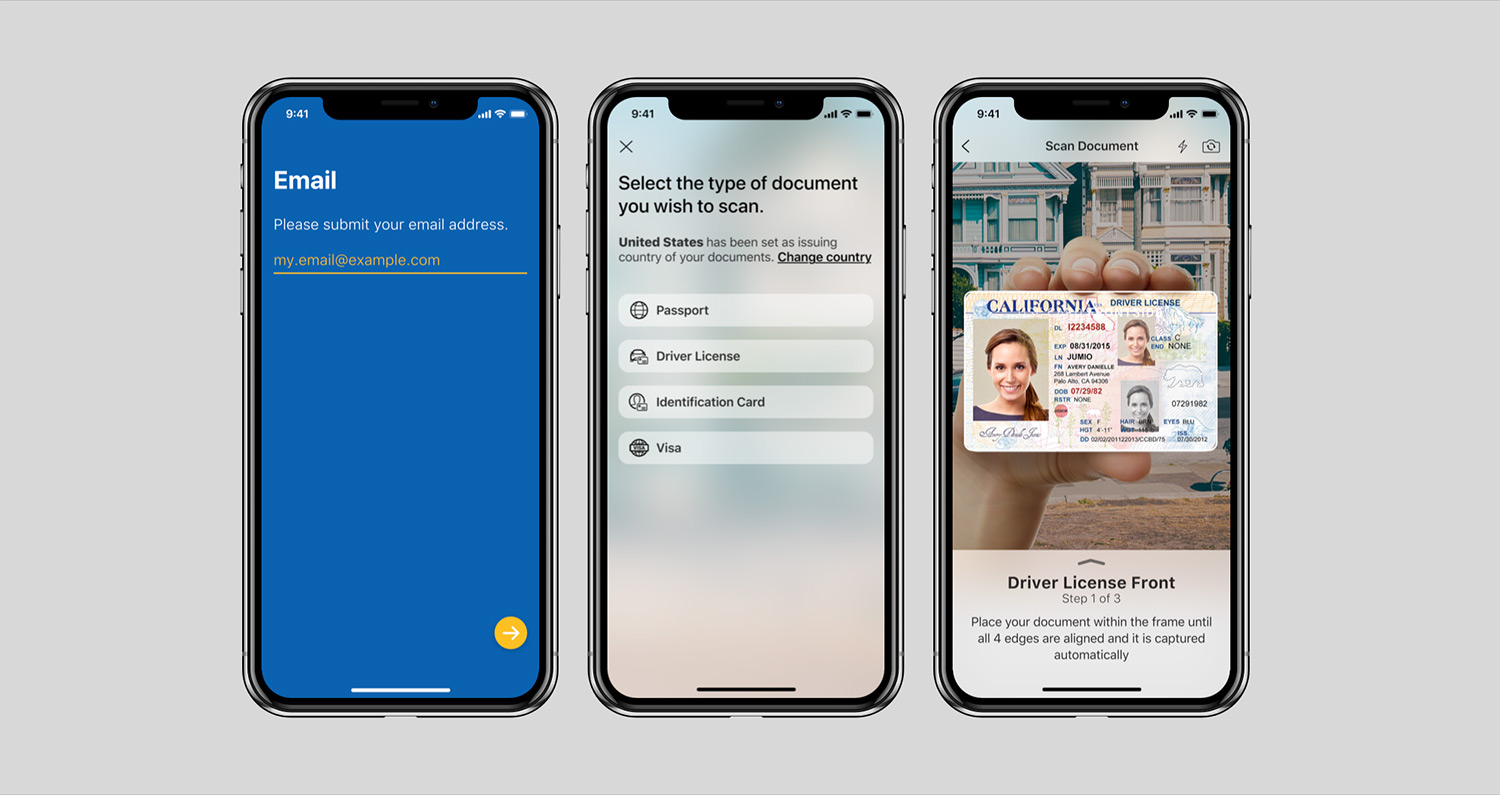 9:41
Email
Please submit your email address.
my.email@example.com
9:41
Select the type of document
you wish to scan.
United States has been set as issuing
country of your documents. Change country
Passport
Driver License
Identification Card
VISA
Visa
9:41
Scan Document
CALIFORNIA
DRIVER LICENSE
DL I2234588
CLASS C
END NONE
EXP 08/31/2015
LN JUMIO
FN AVERY DANIELLE
268 Lambert Avenue
Palo Alto, CA 94306
DOB 07/29/82
RSTR NONE
07291982
SEX F
HAIR BRN
EYES BLU
HGT 4'-11"
WGT
ISS
DD 02/02/201122013/CCBD/75
07/30/2012
Driver License Front
Step 1 of 3
Place your document within the frame until
all 4 edges are aligned and it is captured
automatically